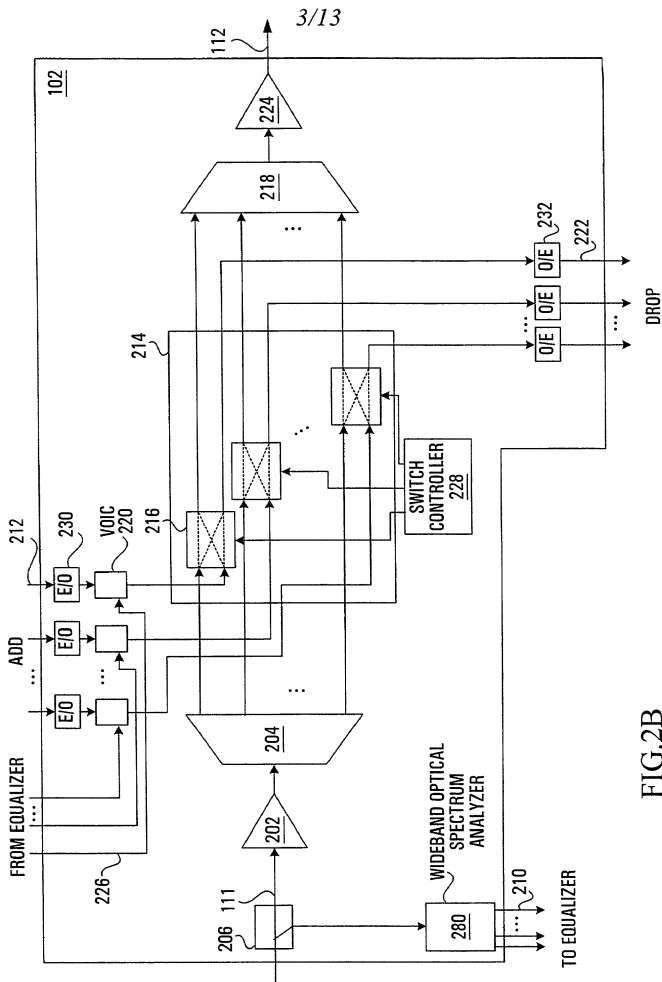 3/13
102
112
224
218
232
O/E
O/E
O/E
222
DROP
214
216
SWITCH
CONTROLLER
228
212
230
VOIC
220
E/O
E/O
E/O
ADD
204
FROM EQUALIZER
226
202
111
206
WIDEBAND OPTICAL
SPECTRUM
ANALYZER
280
210
TO EQUALIZER
FIG.2B